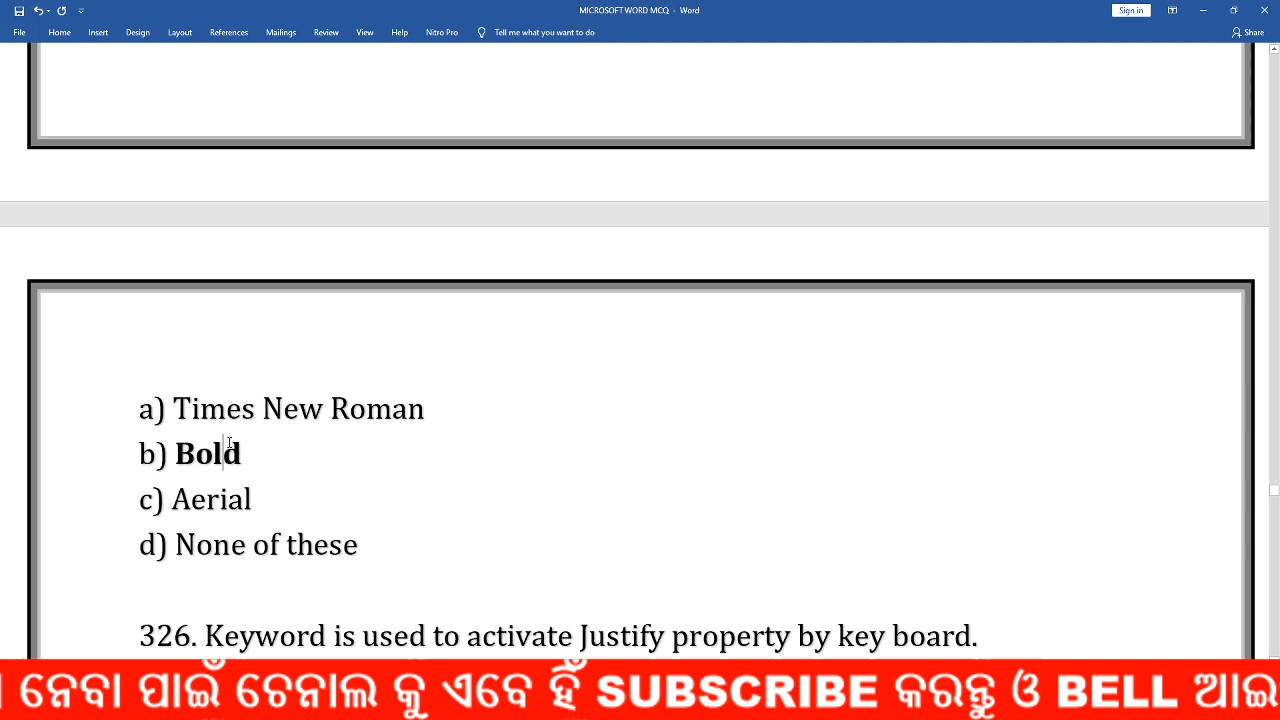 MICROSOFT WORD MCQ - Word
Sign in
File Home Insert Design Layout References Mailings Review View Help Nitro Pro Tell me what you want to do Share
a) Times New Roman
b) Bold
c) Aerial
d) None of these
326. Keyword is used to activate Justify property by key board.
ନେବା ପାଇଁ ଚେନାଲ କୁ ଏବେ ହିଁ SUBSCRIBE କରନ୍ତୁ ଓ BELL ଆଇ